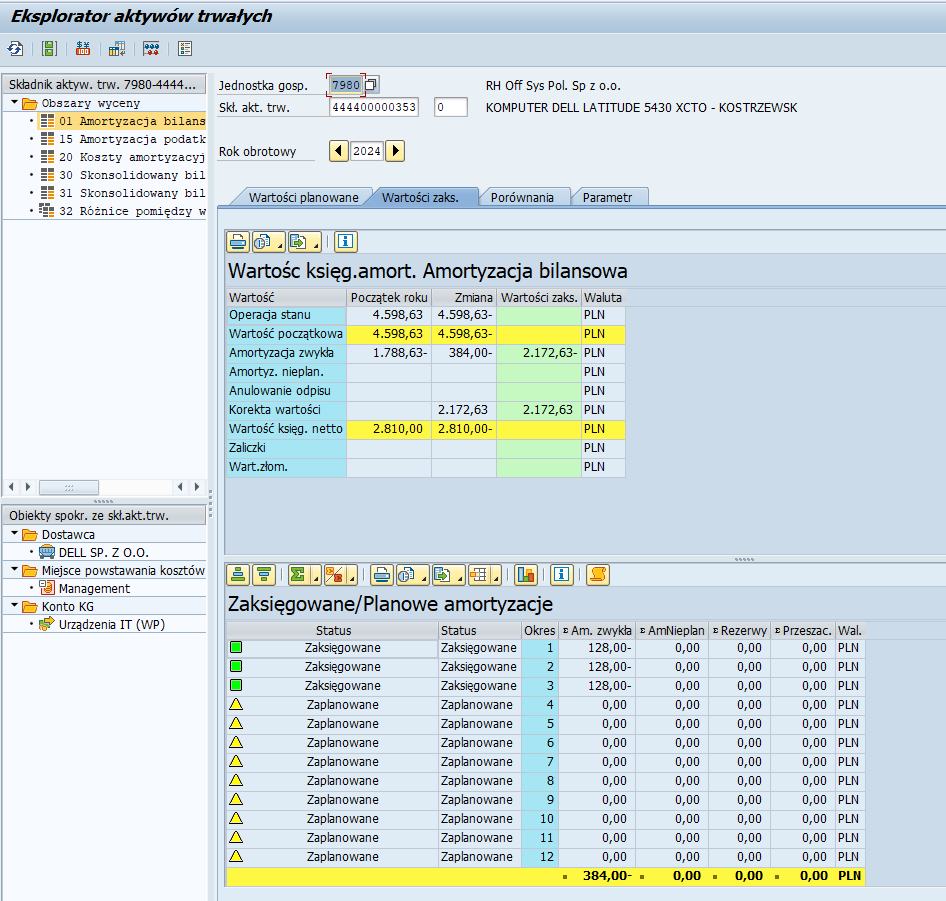 Eksplorator aktywów trwałych
Składnik aktyw. trw. 7980-4444...
Obszary wyceny
01 Amortyzacja bilans
15 Amortyzacja podatk
20 Koszty amortyzacyj
30 Skonsolidowany bil
31 Skonsolidowany bil
32 Różnice pomiędzy w
Obiekty spokr. ze skł.akt.trw.
Dostawca
DELL SP. Z O.O.
Miejsce powstawania kosztów
Management
Konto KG
Urządzenia IT (WP)
Jednostka gosp. 7980 RH Off Sys Pol. Sp z o.o.
Skł. akt. trw. 444400000353 0 KOMPUTER DELL LATITUDE 5430 XCTO - KOSTRZEWSK
Rok obrotowy 2024
Wartości planowane Wartości zaks. Porównania Parametr
Wartośc księg.amort. Amortyzacja bilansowa
Wartość Początek roku Zmiana Wartości zaks. Waluta
Operacja stanu 4.598,63 4.598,63- PLN
Wartość początkowa 4.598,63 4.598,63- PLN
Amortyzacja zwykła 1.788,63- 384,00- 2.172,63- PLN
Amortyz. nieplan. PLN
Anulowanie odpisu PLN
Korekta wartości 2.172,63 2.172,63 PLN
Wartość księg. netto 2.810,00 2.810,00- PLN
Zaliczki PLN
Wart.złom. PLN
Zaksięgowane/Planowe amortyzacje
Status Status Okres Σ Am. zwykła Σ AmNieplan Σ Rezerwy Σ Przeszac. Wal.
Zaksięgowane Zaksięgowane 1 128,00- 0,00 0,00 0,00 PLN
Zaksięgowane Zaksięgowane 2 128,00- 0,00 0,00 0,00 PLN
Zaksięgowane Zaksięgowane 3 128,00- 0,00 0,00 0,00 PLN
Zaplanowane Zaplanowane 4 0,00 0,00 0,00 0,00 PLN
Zaplanowane Zaplanowane 5 0,00 0,00 0,00 0,00 PLN
Zaplanowane Zaplanowane 6 0,00 0,00 0,00 0,00 PLN
Zaplanowane Zaplanowane 7 0,00 0,00 0,00 0,00 PLN
Zaplanowane Zaplanowane 8 0,00 0,00 0,00 0,00 PLN
Zaplanowane Zaplanowane 9 0,00 0,00 0,00 0,00 PLN
Zaplanowane Zaplanowane 10 0,00 0,00 0,00 0,00 PLN
Zaplanowane Zaplanowane 11 0,00 0,00 0,00 0,00 PLN
Zaplanowane Zaplanowane 12 0,00 0,00 0,00 0,00 PLN
384,00- 0,00 0,00 0,00 PLN